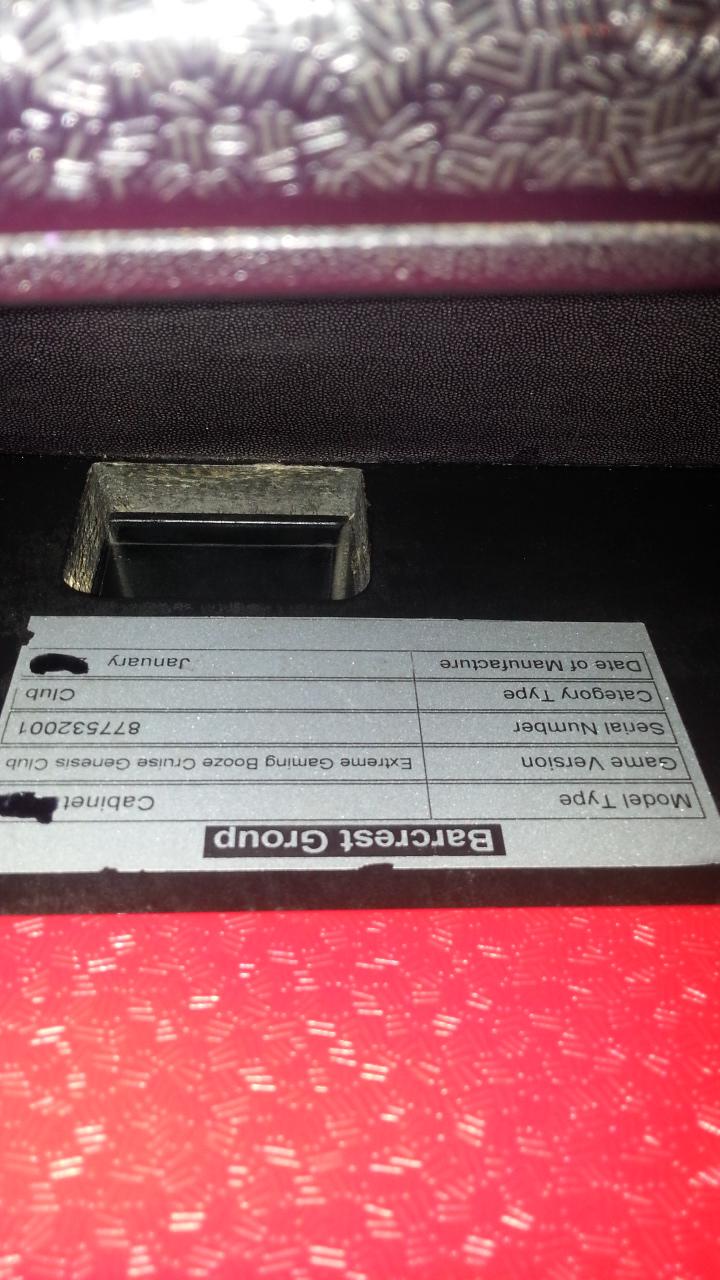 Barcrest Group
Model Type Cabinet
Game Version Extreme Gaming Booze Cruise Genesis Club
Serial Number 877532001
Category Type Club
Date of Manufacture January